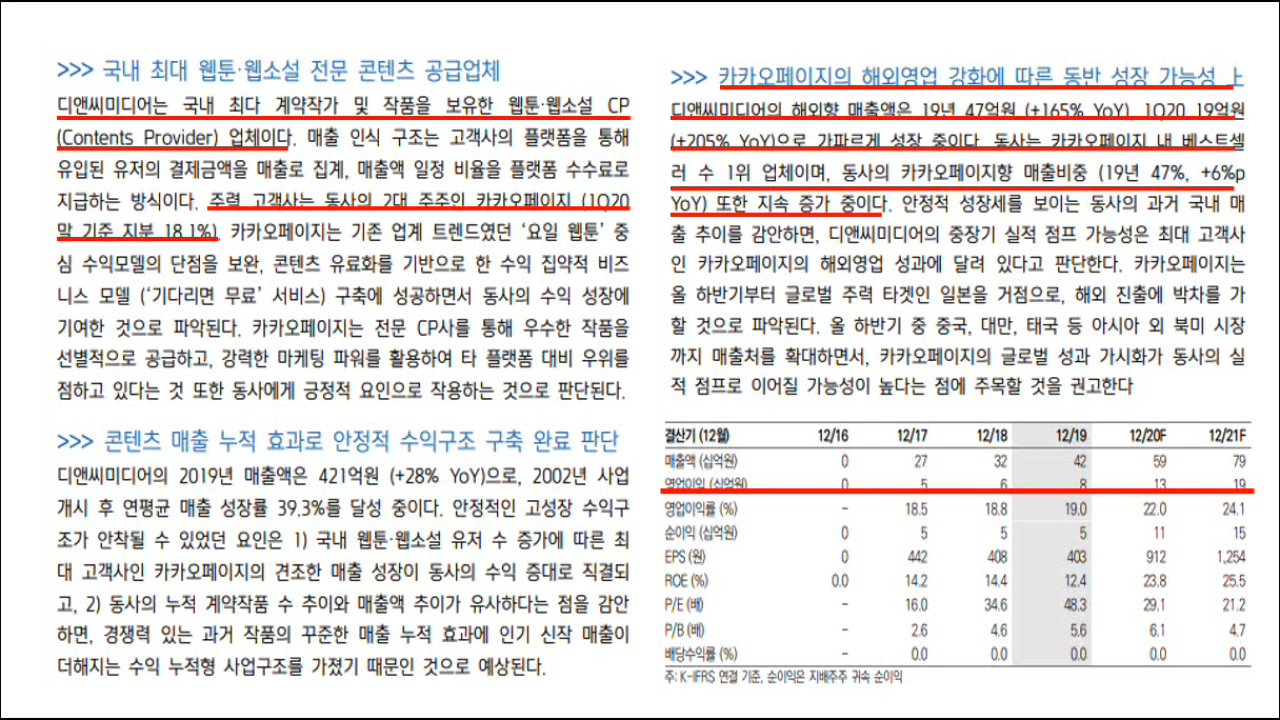 >>> 국내 최대 웹툰·웹소설 전문 콘텐츠 공급업체
디앤씨미디어는 국내 최다 계약작가 및 작품을 보유한 웹툰·웹소설 CP
(Contents Provider) 업체이다. 매출 인식 구조는 고객사의 플랫폼을 통해
유입된 유저의 결제금액을 매출로 집계, 매출액 일정 비율을 플랫폼 수수료로
지급하는 방식이다. 주력 고객사는 동사의 2대 주주인 카카오페이지 (1Q20
말 기준 지분 18.1%). 카카오페이지는 기존 업계 트렌드였던 ‘요일 웹툰’ 중
심 수익모델의 단점을 보완, 콘텐츠 유료화를 기반으로 한 수익 집약적 비즈
니스 모델 (‘기다리면 무료’ 서비스) 구축에 성공하면서 동사의 수익 성장에
기여한 것으로 파악된다. 카카오페이지는 전문 CP사를 통해 우수한 작품을
선별적으로 공급하고, 강력한 마케팅 파워를 활용하여 타 플랫폼 대비 우위를
점하고 있다는 것 또한 동사에게 긍정적 요인으로 작용하는 것으로 판단된다.
>>> 콘텐츠 매출 누적 효과로 안정적 수익구조 구축 완료 판단
디앤씨미디어의 2019년 매출액은 421억원 (+28% YoY)으로, 2002년 사업
개시 후 연평균 매출 성장률 39.3%를 달성 중이다. 안정적인 고성장 수익구
조가 안착될 수 있었던 요인은 1) 국내 웹툰·웹소설 유저 수 증가에 따른 최
대 고객사인 카카오페이지의 견조한 매출 성장이 동사의 수익 증대로 직결되
고, 2) 동사의 누적 계약작품 수 추이와 매출액 추이가 유사하다는 점을 감안
하면, 경쟁력 있는 과거 작품의 꾸준한 매출 누적 효과에 인기 신작 매출이
더해지는 수익 누적형 사업구조를 가졌기 때문인 것으로 예상된다.
>>> 카카오페이지의 해외영업 강화에 따른 동반 성장 가능성 上
디앤씨미디어의 해외향 매출액은 19년 47억원 (+165% YoY), 1Q20 19억원
(+205% YoY)으로 가파르게 성장 중이다. 동사는 카카오페이지 내 베스트셀
러 수 1위 업체이며, 동사의 카카오페이지향 매출비중 (19년 47%, +6%p
YoY) 또한 지속 증가 중이다. 안정적 성장세를 보이는 동사의 과거 국내 매
출 추이를 감안하면, 디앤씨미디어의 중장기 실적 점프 가능성은 최대 고객사
인 카카오페이지의 해외영업 성과에 달려 있다고 판단한다. 카카오페이지는
올 하반기부터 글로벌 주력 타겟인 일본을 거점으로, 해외 진출에 박차를 가
할 것으로 파악된다. 올 하반기 중 중국, 대만, 태국 등 아시아 외 북미 시장
까지 매출처를 확대하면서, 카카오페이지의 글로벌 성과 가시화가 동사의 실
적 점프로 이어질 가능성이 높다는 점에 주목할 것을 권고한다
결산기 (12월) 12/16 12/17 12/18 12/19 12/20F 12/21F
매출액 (십억원) 0 27 32 42 59 79
영업이익 (십억원) 0 5 6 8 13 19
영업이익률 (%) - 18.5 18.8 19.0 22.0 24.1
순이익 (십억원) 0 5 5 5 11 15
EPS (원) 0 442 408 403 912 1,254
ROE (%) 0.0 14.2 14.4 12.4 23.8 25.5
P/E (배) - 16.0 34.6 48.3 29.1 21.2
P/B (배) - 2.6 4.6 5.6 6.1 4.7
배당수익률 (%) - 0.0 0.0 0.0 0.0 0.0
주: K-IFRS 연결 기준, 순이익은 지배주주 귀속 순이익